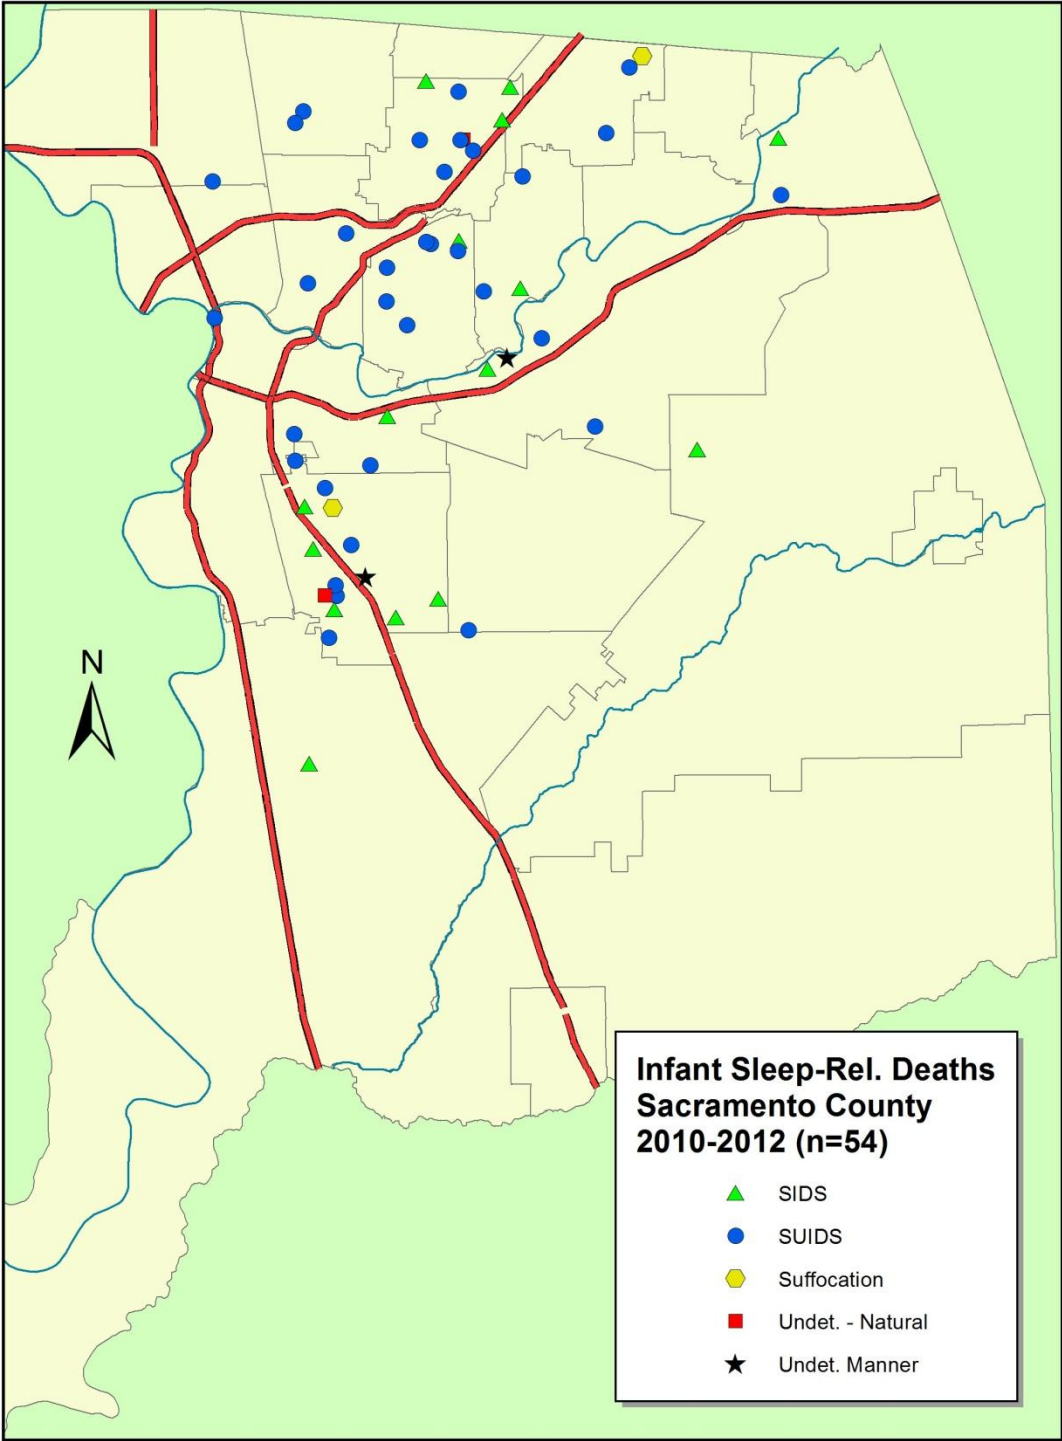 N
Infant Sleep-Rel. Deaths
Sacramento County
2010-2012 (n=54)
SIDS
SUIDS
Suffocation
Undet. - Natural
Undet. Manner